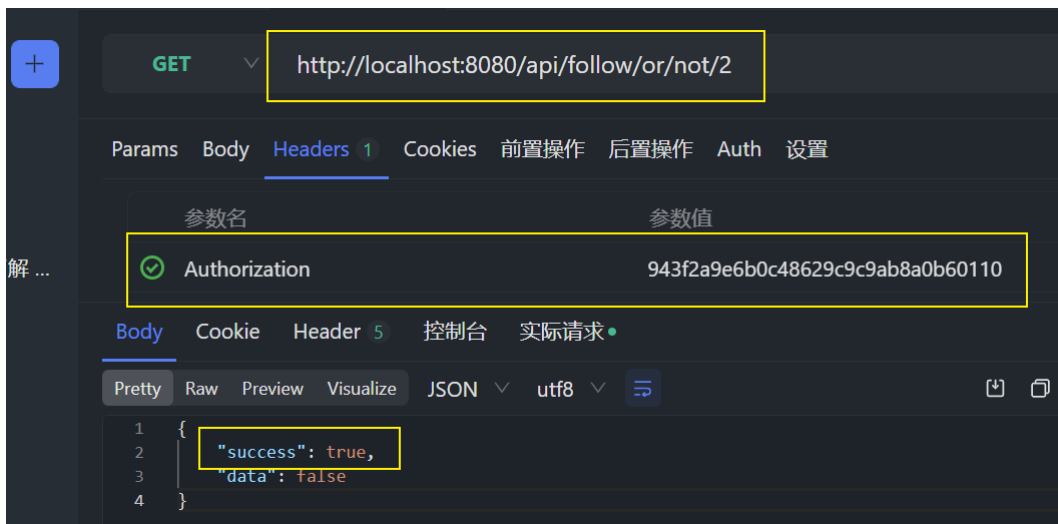 +
GET http://localhost:8080/api/follow/or/not/2
Params Body Headers 1 Cookies 前置操作 后置操作 Auth 设置
参数名 参数值
解 ...
Authorization 943f2a9e6b0c48629c9c9ab8a0b60110
Body Cookie Header 5 控制台 实际请求
Pretty Raw Preview Visualize JSON utf8
1 {
2 "success": true,
3 "data": false
4 }